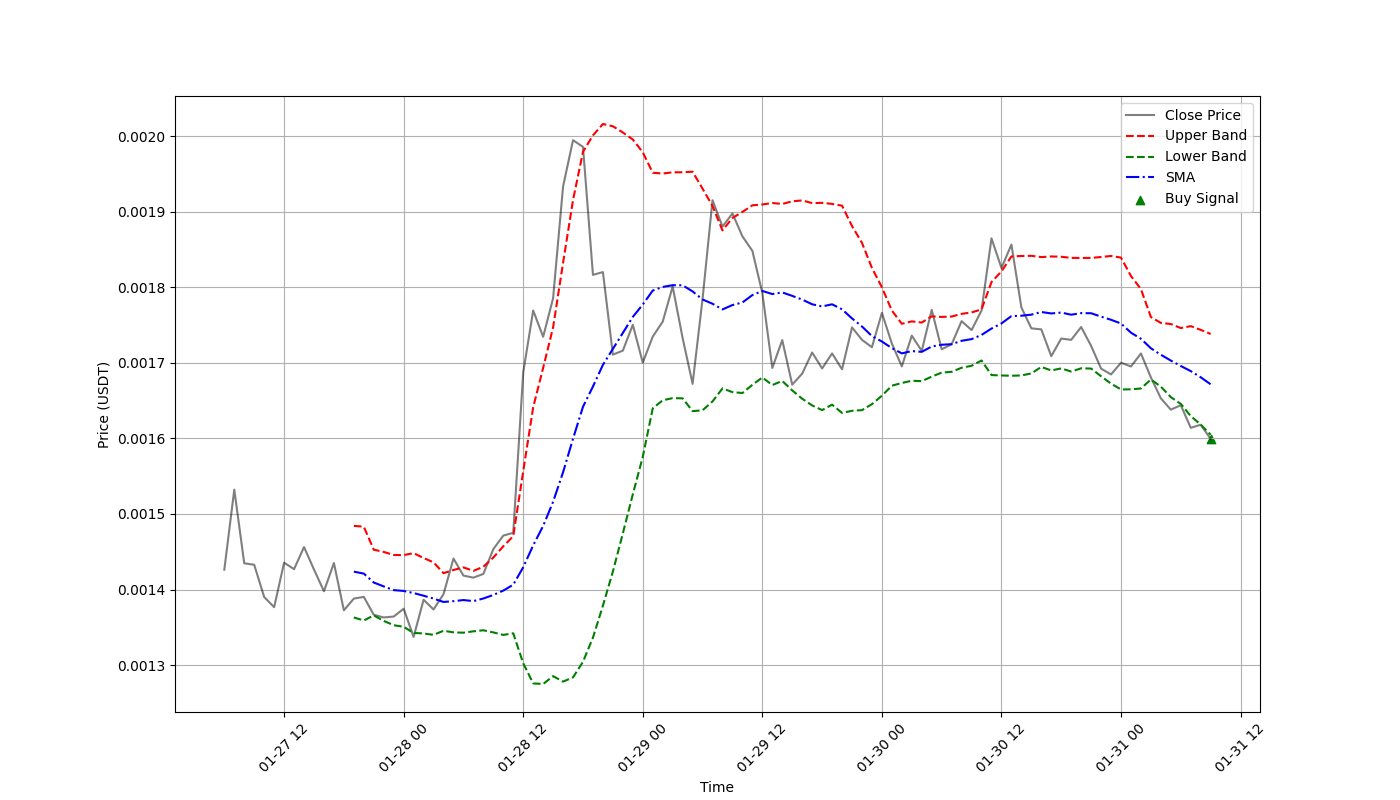 Close Price
Upper Band
Lower Band
SMA
Buy Signal
Price (USDT)
0.0020
0.0019
0.0018
0.0017
0.0016
0.0015
0.0014
0.0013
01-27 12
01-28 00
01-28 12
01-29 00
01-29 12
01-30 00
01-30 12
01-31 00
01-31 12
Time